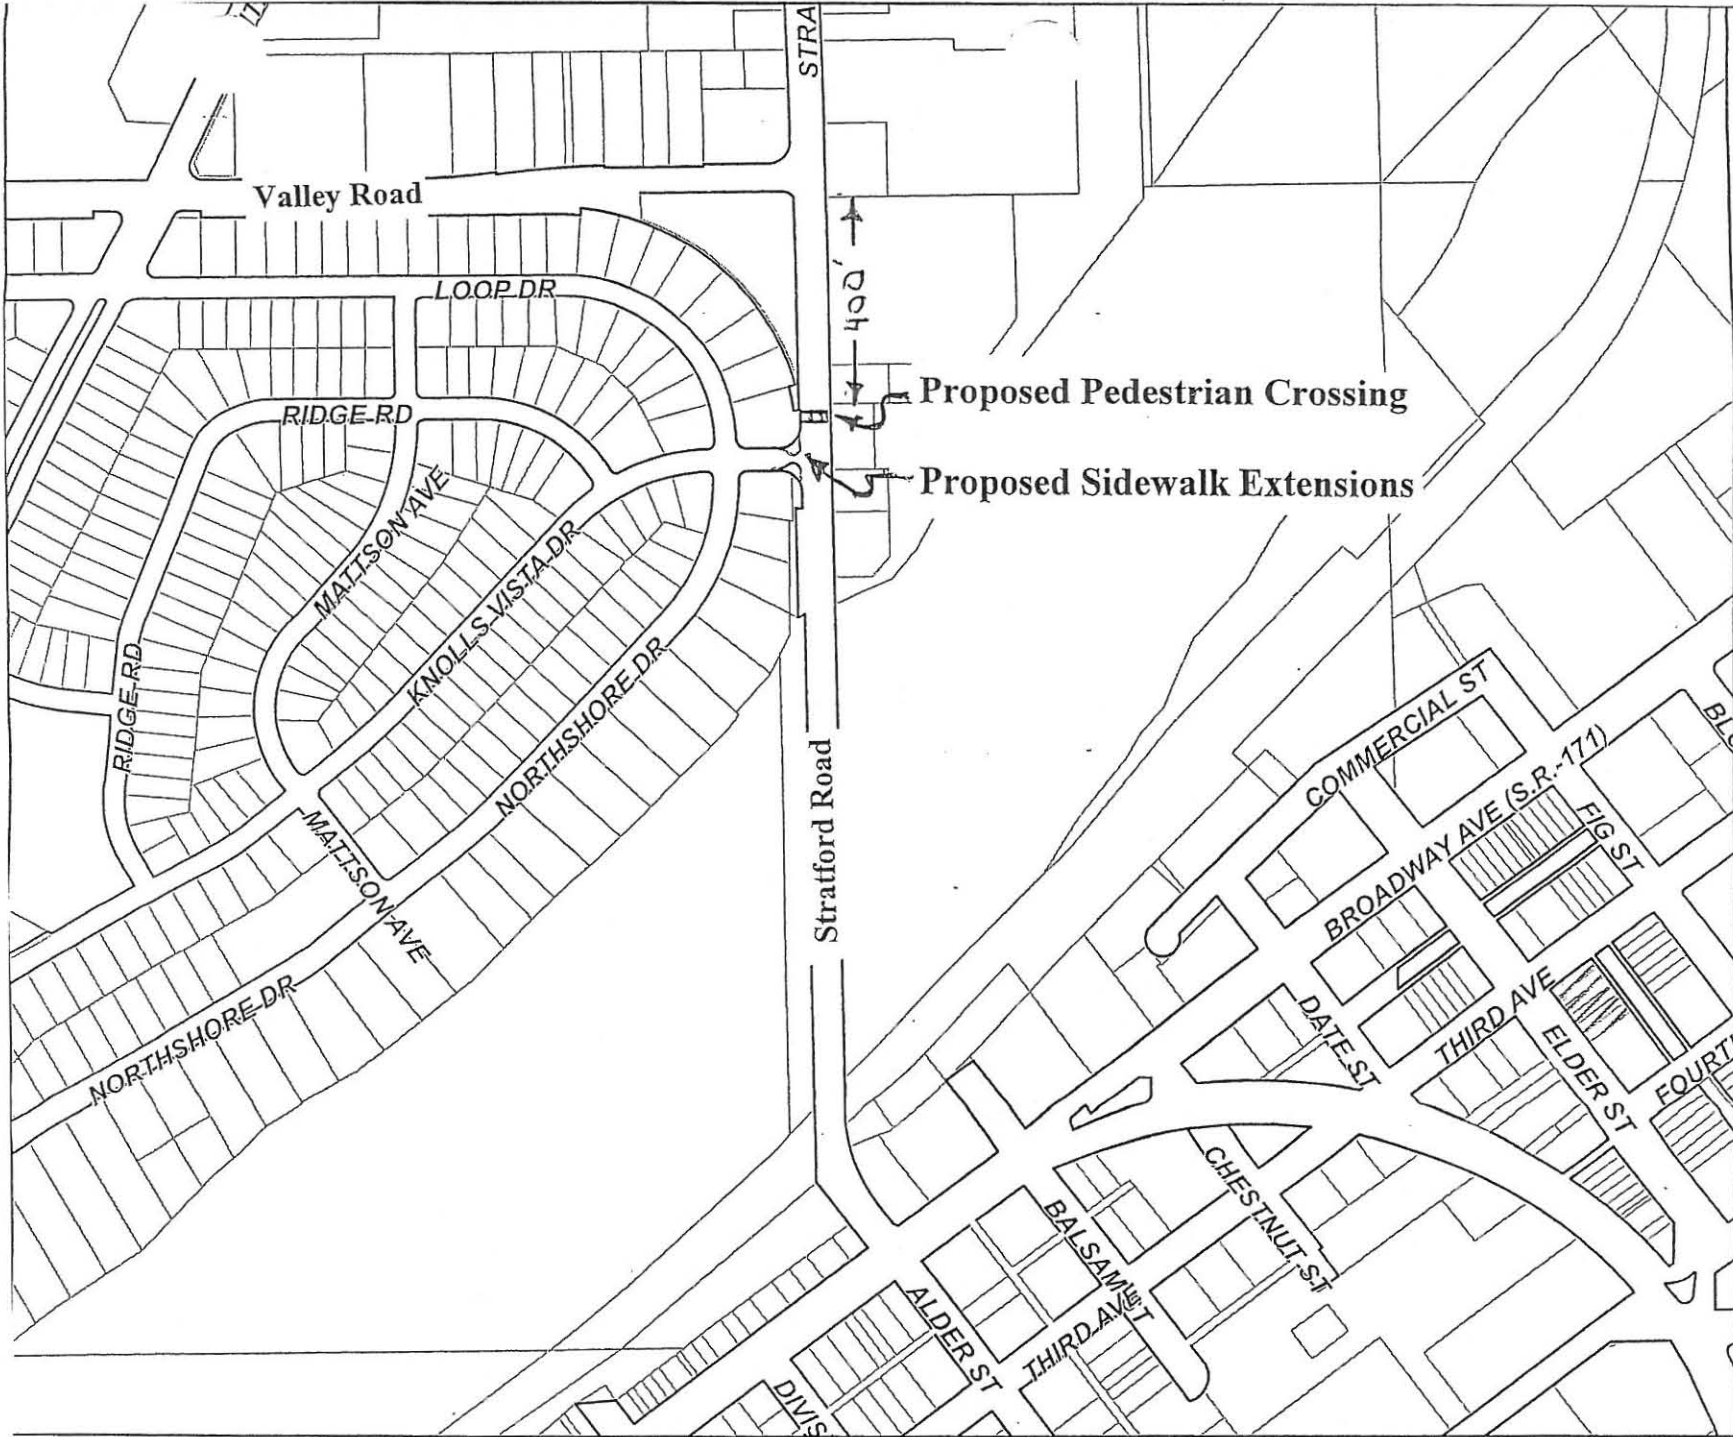 STRA
Valley Road
LOOP DR
400'
Proposed Pedestrian Crossing
RIDGE RD
Proposed Sidewalk Extensions
MATTSON AVE
KNOLLS VISTA DR
RIDGE RD
NORTHSHORE DR
COMMERCIAL ST
BROADWAY AVE (S.R.-171)
FIG ST
Stratford Road
MATTSON AVE
NORTHSHORE DR
DATE ST
THIRD AVE
ELDER ST
FOURTH
CHESTNUT ST
BALSAM ST
ALDER ST
THIRD AVE
DIVIS